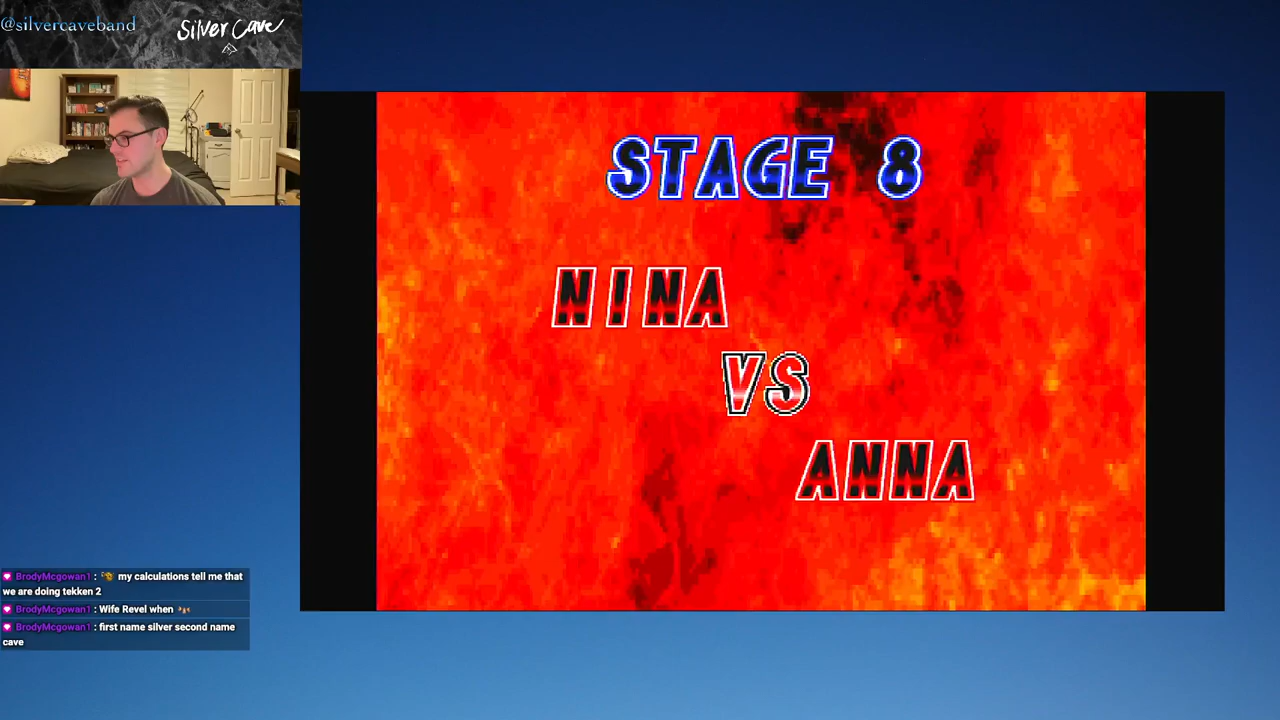 @silvercaveband
Silver Cave
STAGE 8
NINA
VS
ANNA
BrodyMcgowan1 : my calculations tell me that
we are doing tekken 2
BrodyMcgowan1 : Wife Revel when
BrodyMcgowan1 : first name silver second name
cave